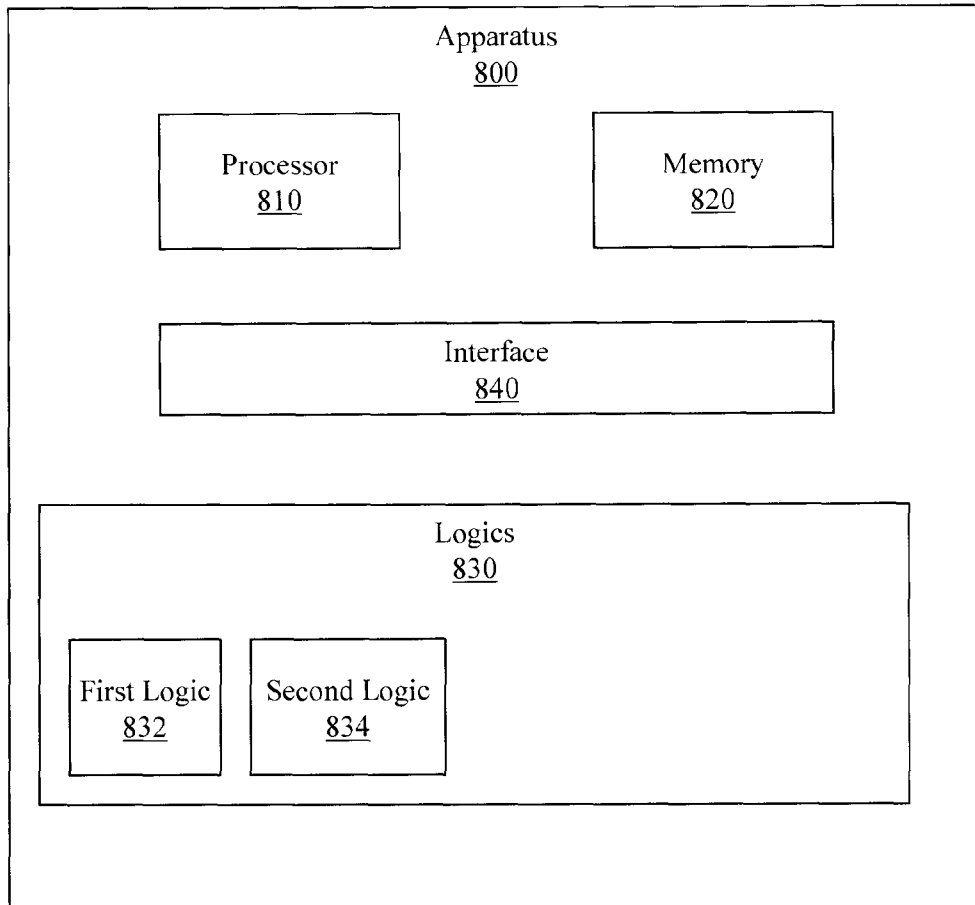 Apparatus
800
Processor
810
Memory
820
Interface
840
Logics
830
First Logic
832
Second Logic
834